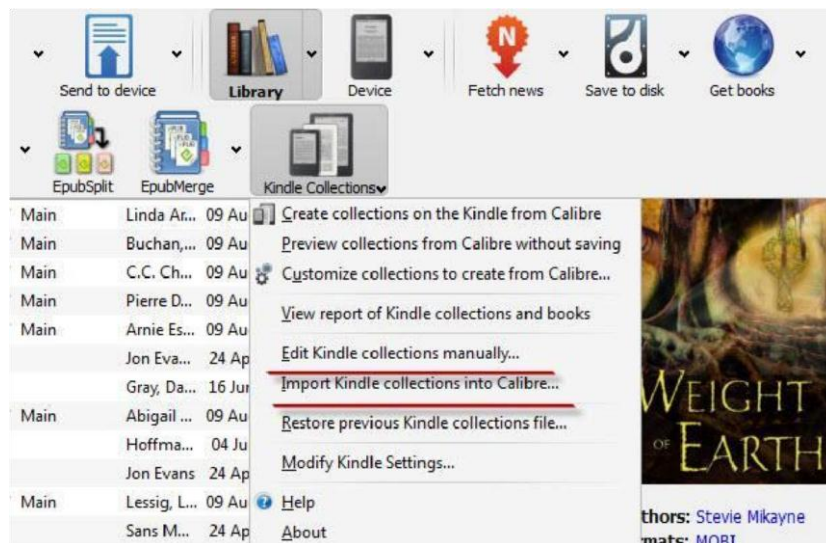 Send to device
Library
Device
Fetch news
Save to disk
Get books
EpubSplit
EpubMerge
Kindle Collections
Main Linda Ar... 09 Au
Main Buchan,... 09 Au
Main C.C. Ch... 09 Au
Main Pierre D... 09 Au
Main Arnie Es... 09 Au
Jon Eva... 24 Ap
Gray, Da... 16 Jun
Main Abigail ... 09 Au
Hoffma... 04 Ju
Jon Evans 24 Ap
Main Lessig, L... 09 Au
Sans M... 24 Ap
Create collections on the Kindle from Calibre
Preview collections from Calibre without saving
Customize collections to create from Calibre...
View report of Kindle collections and books
Edit Kindle collections manually...
Import Kindle collections into Calibre...
Restore previous Kindle collections file...
Modify Kindle Settings...
Help
About
WEIGHT
OF EARTH
thors: Stevie Mikayne
mats: MOBI